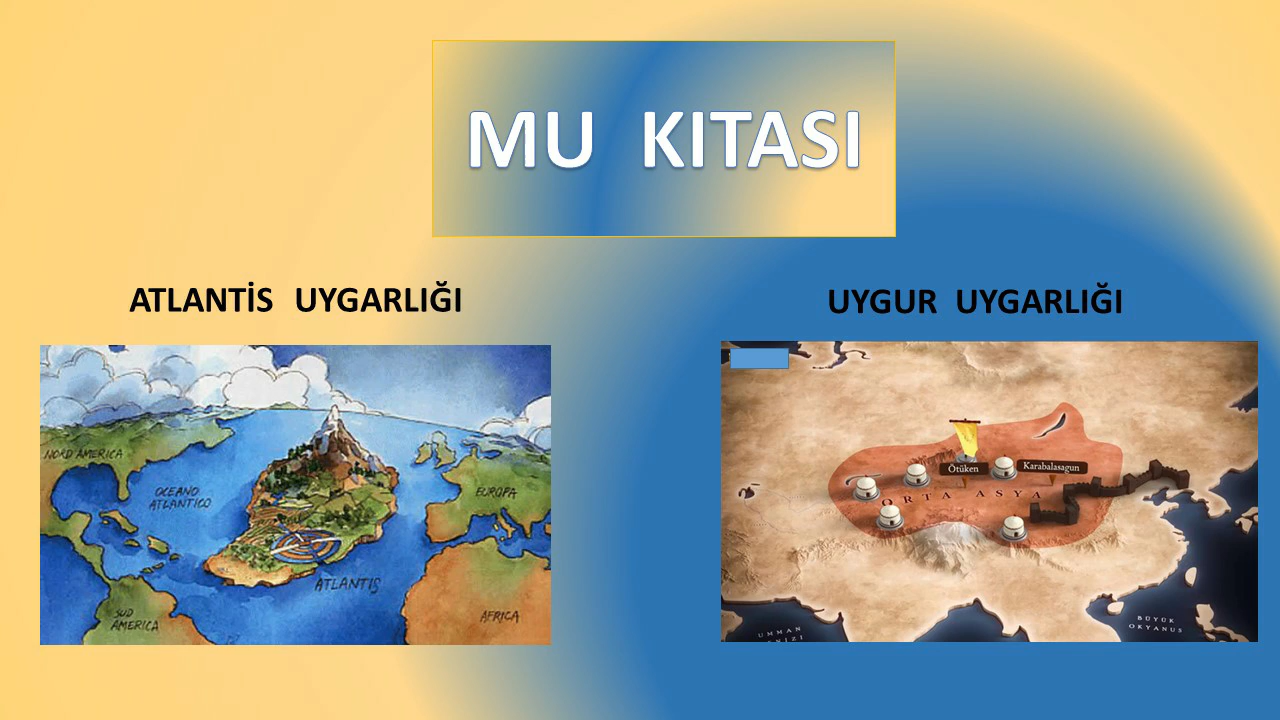 MU KITASI
ATLANTİS UYGARLIĞI
UYGUR UYGARLIĞI
NORD AMERICA
OCEANO
ATLANTICO
EUROPA
ATLANTIS
SUD
AMERICA
AFRICA
Ötüken
Karabalasagun
ORTA ASYA
UMMAN
BÜYÜK
OKYANUS